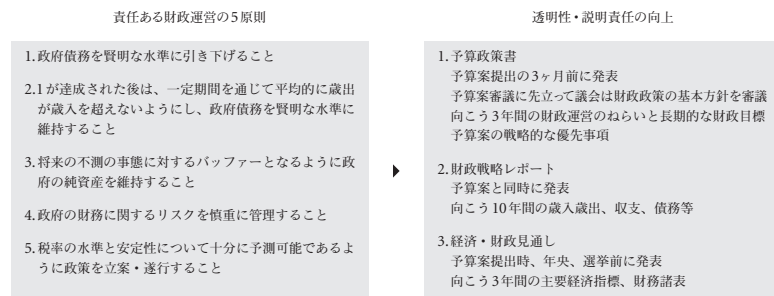 責任ある財政運営の5原則
1.政府債務を賢明な水準に引き下げること
2.1が達成された後は、一定期間を通じて平均的に歳出
が歳入を超えないようにし、政府債務を賢明な水準に
維持すること
3.将来の不測の事態に対するバッファーとなるように政
府の純資産を維持すること
4.政府の財務に関するリスクを慎重に管理すること
5.税率の水準と安定性について十分に予測可能であるよ
うに政策を立案・遂行すること
透明性・説明責任の向上
1.予算政策書
予算案提出の3ヶ月前に発表
予算案審議に先立って議会は財政政策の基本方針を審議
向こう3年間の財政運営のねらいと長期的な財政目標
予算案の戦略的な優先事項
2.財政戦略レポート
予算案と同時に発表
向こう10年間の歳入歳出、収支、債務等
3.経済・財政見通し
予算案提出時、年央、選挙前に発表
向こう3年間の主要経済指標、財務諸表